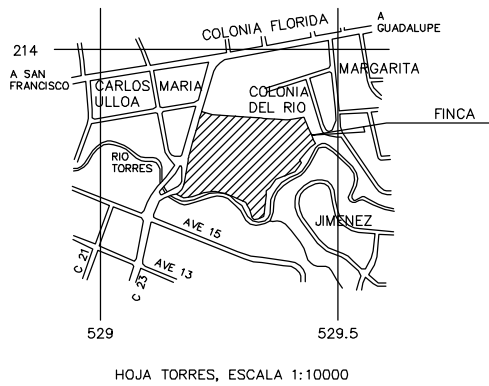 COLONIA FLORIDA
A
GUADALUPE
214
A SAN
FRANCISCO
CARLOS MARIA
ULLOA
MARGARITA
COLONIA
DEL RIO
FINCA
RIO
TORRES
JIMENEZ
AVE 15
AVE 13
C 21
C 23
529
529.5
HOJA TORRES, ESCALA 1:10000